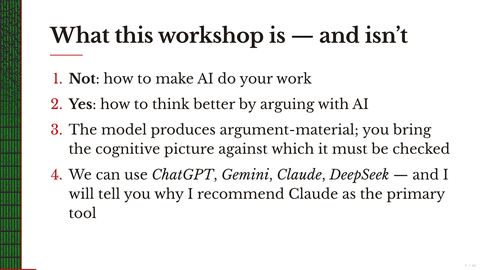 What this workshop is — and isn’t
1. Not: how to make AI do your work
2. Yes: how to think better by arguing with AI
3. The model produces argument-material; you bring
the cognitive picture against which it must be checked
4. We can use ChatGPT, Gemini, Claude, DeepSeek — and I
will tell you why I recommend Claude as the primary
tool